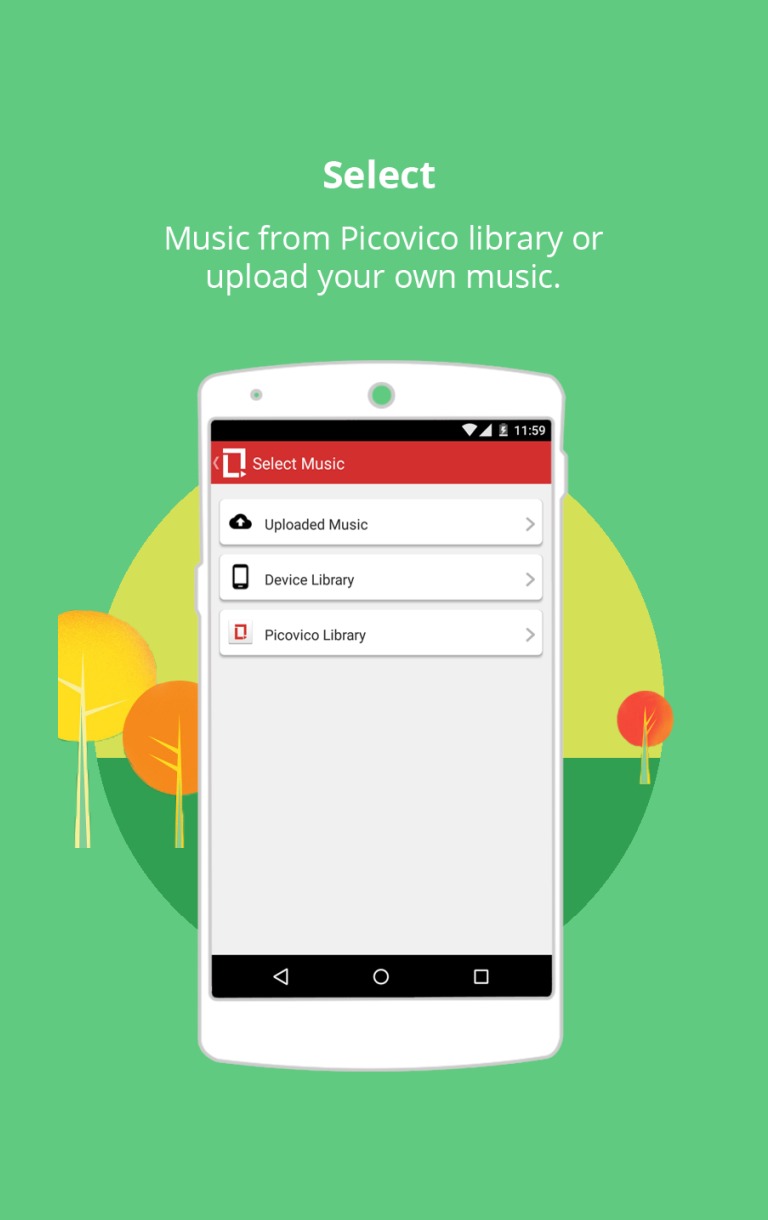 Select
Music from Picovico library or
upload your own music.
11:59
Select Music
Uploaded Music
Device Library
Picovico Library